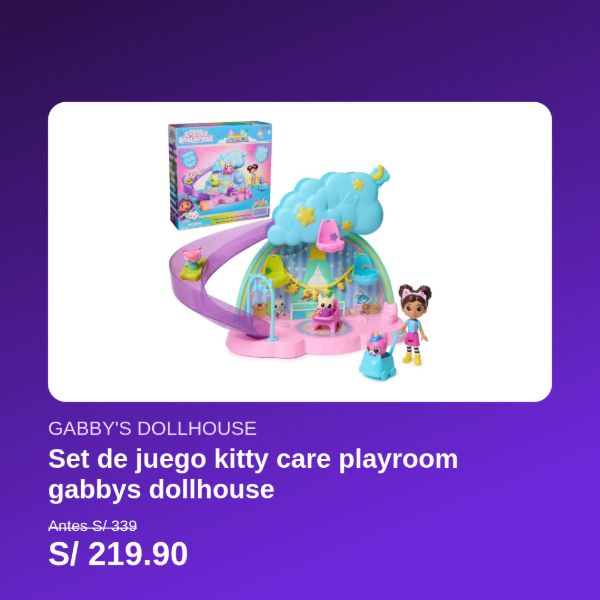 GABBY'S DOLLHOUSE
Set de juego kitty care playroom
gabbys dollhouse
Antes S/ 339
S/ 219.90